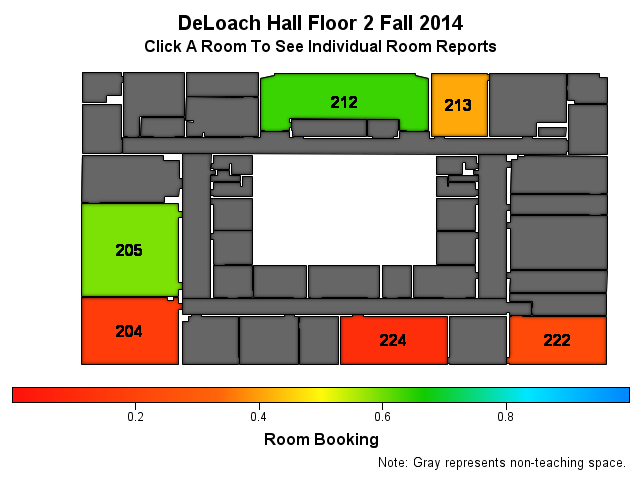 DeLoach Hall Floor 2 Fall 2014
Click A Room To See Individual Room Reports
212
213
205
204
224
222
0.2 0.4 0.6 0.8
Room Booking
Note: Gray represents non-teaching space.